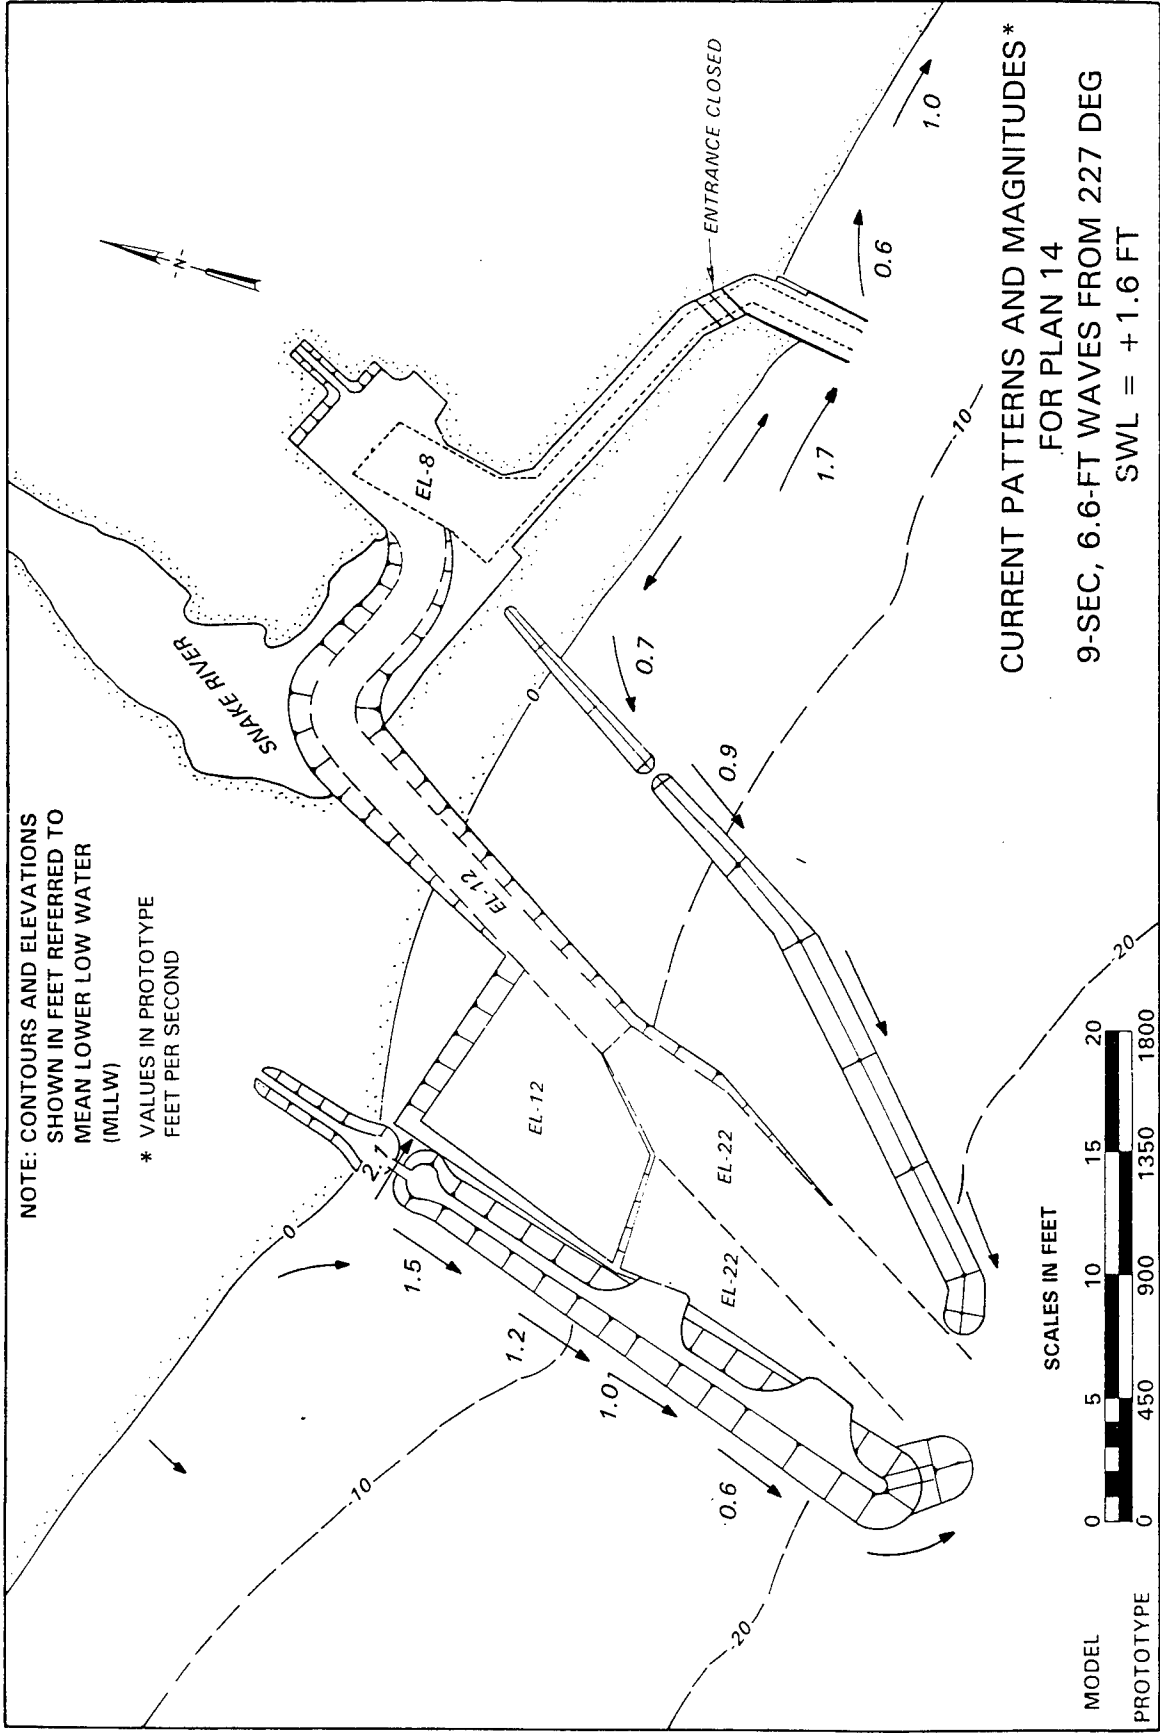 NOTE: CONTOURS AND ELEVATIONS
SHOWN IN FEET REFERRED TO
MEAN LOWER LOW WATER
(MLLW)
* VALUES IN PROTOTYPE
FEET PER SECOND
SNAKE RIVER
-N-
ENTRANCE CLOSED
EL-8
EL-12
EL-12
EL-22
EL-22
0
0
-10
-10
-20
-20
2.1
1.5
1.2
1.0
0.6
0.7
0.9
1.7
0.6
1.0
CURRENT PATTERNS AND MAGNITUDES*
FOR PLAN 14
9-SEC, 6.6-FT WAVES FROM 227 DEG
SWL = +1.6 FT
SCALES IN FEET
MODEL 0 5 10 15 20
PROTOTYPE 0 450 900 1350 1800